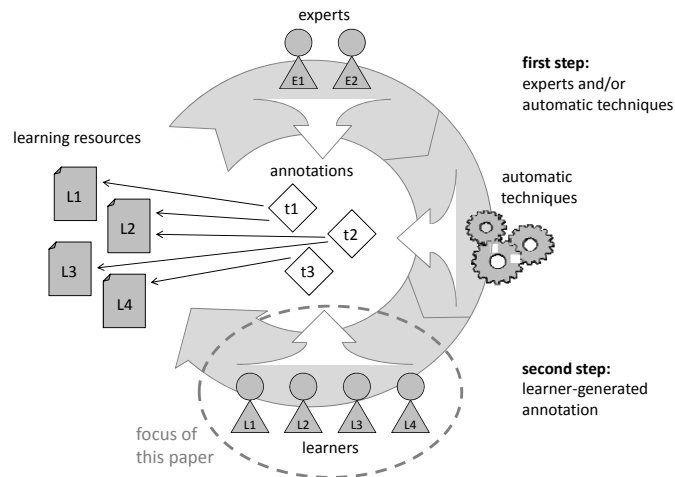 experts
E1 E2
first step:
experts and/or
automatic techniques
learning resources
annotations
automatic
techniques
L1
t1
L2
t2
L3
t3
L4
second step:
learner-generated
annotation
L1 L2 L3 L4
learners
focus of
this paper